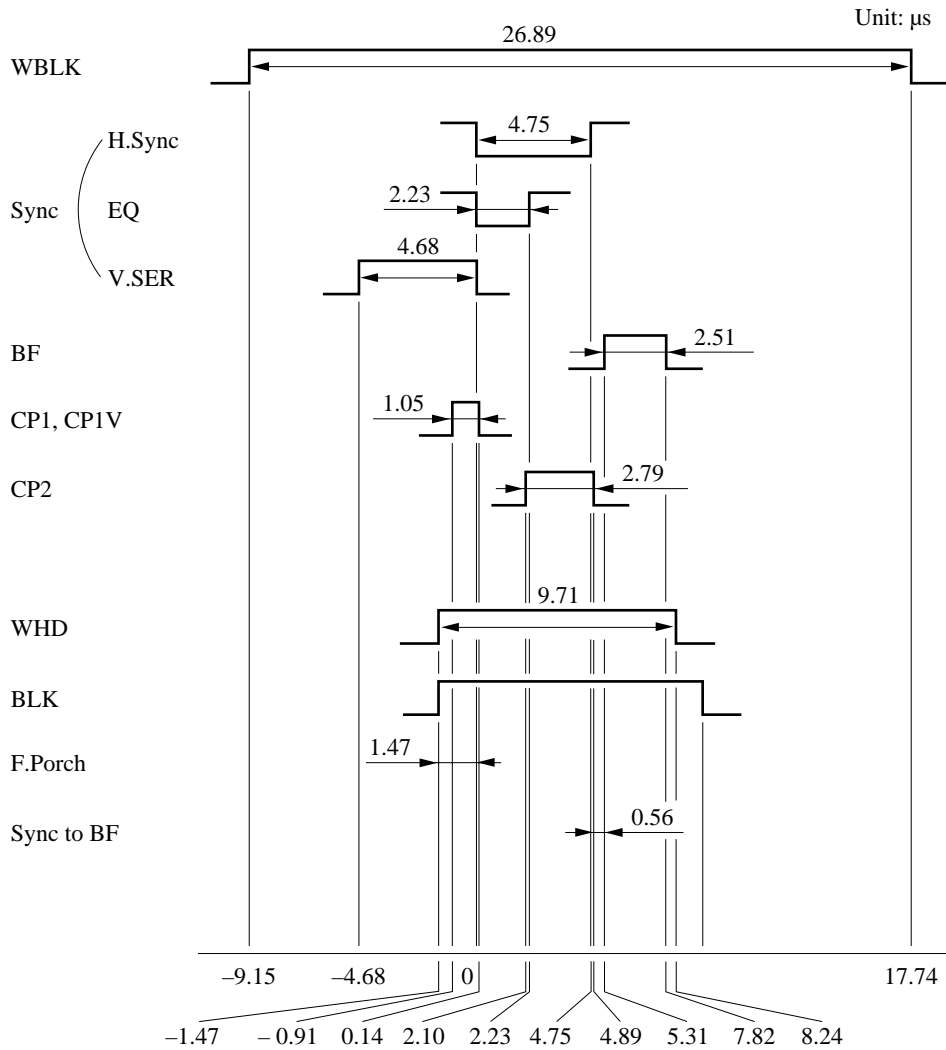 Unit: µs
WBLK 26.89
H.Sync 4.75
Sync EQ 2.23
V.SER 4.68
BF 2.51
CP1, CP1V 1.05
CP2 2.79
WHD 9.71
BLK
F.Porch 1.47
Sync to BF 0.56
–9.15 –4.68 0 17.74
–1.47 – 0.91 0.14 2.10 2.23 4.75 4.89 5.31 7.82 8.24